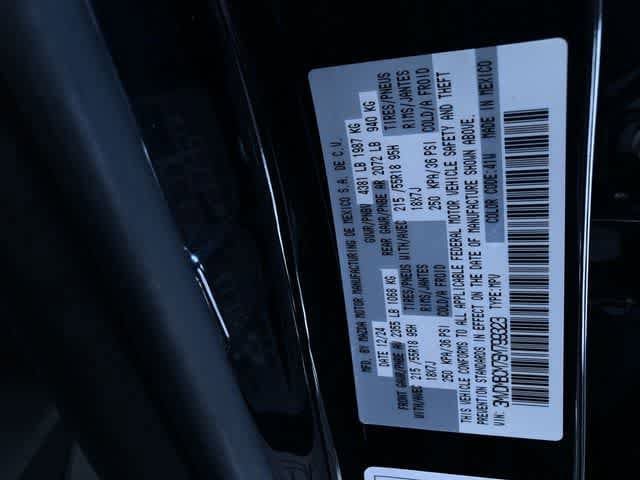 MFD. BY MAZDA MOTOR MANUFACTURING DE MEXICO S.A. DE C.V.
DATE 12/24 GVWR/PNBV 4381 LB 1987 KG
FRONT GAWR/PNBE AV 2355 LB 1068 KG REAR GAWR/PNBE AR 2072 LB 940 KG
WITH/AVEC TIRES/PNEUS WITH/AVEC TIRES/PNEUS
215 /55R18 95H 215 /55R18 95H
RIMS/JANTES RIMS/JANTES
18X7J 18X7J
COLD/A FROID COLD/A FROID
250 KPA/36 PSI 250 KPA/36 PSI
THIS VEHICLE CONFORMS TO ALL APPLICABLE FEDERAL MOTOR VEHICLE SAFETY AND THEFT
PREVENTION STANDARDS IN EFFECT ON THE DATE OF MANUFACTURE SHOWN ABOVE.
COLOR CODE: 41W MADE IN MEXICO
VIN: TYPE: MPV